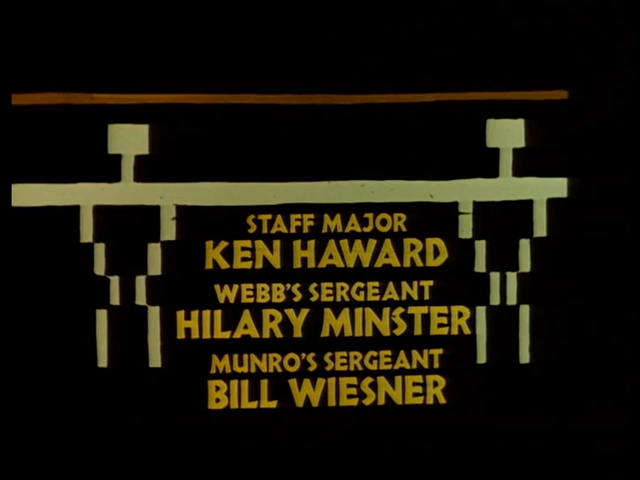 STAFF MAJOR
KEN HAWARD
WEBB'S SERGEANT
HILARY MINSTER
MUNRO'S SERGEANT
BILL WIESNER